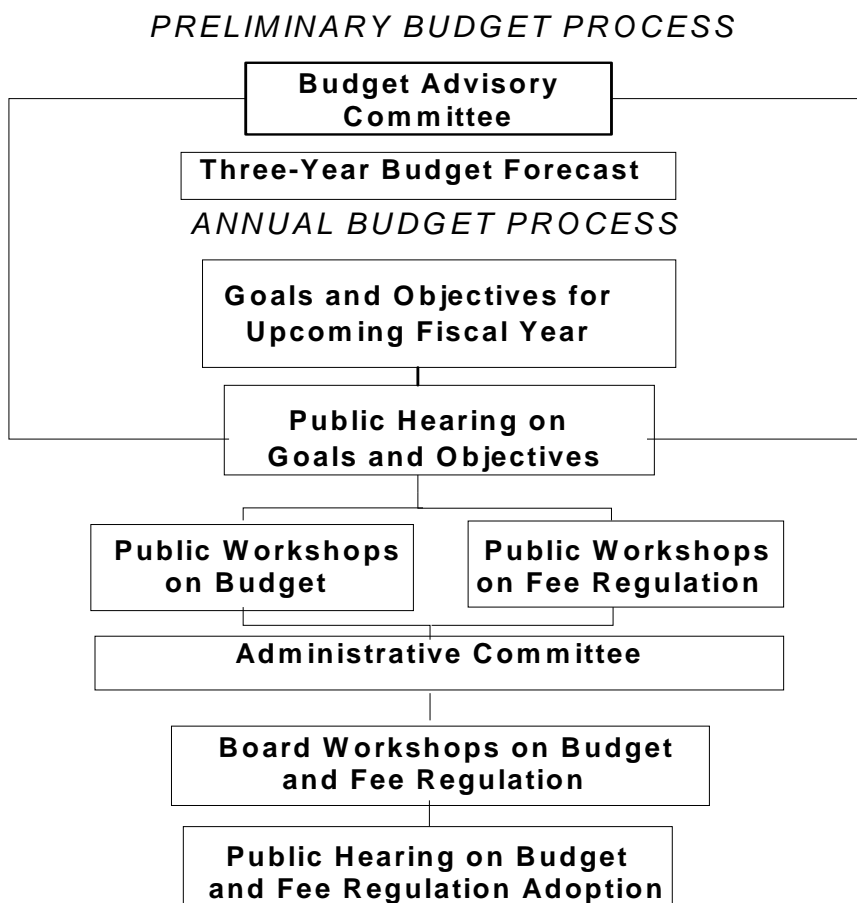 PRELIMINARY BUDGET PROCESS
Budget Advisory
Committee
Three-Year Budget Forecast
ANNUAL BUDGET PROCESS
Goals and Objectives for
Upcoming Fiscal Year
Public Hearing on
Goals and Objectives
Public Workshops
on Budget
Public Workshops
on Fee Regulation
Administrative Committee
Board Workshops on Budget
and Fee Regulation
Public Hearing on Budget
and Fee Regulation Adoption